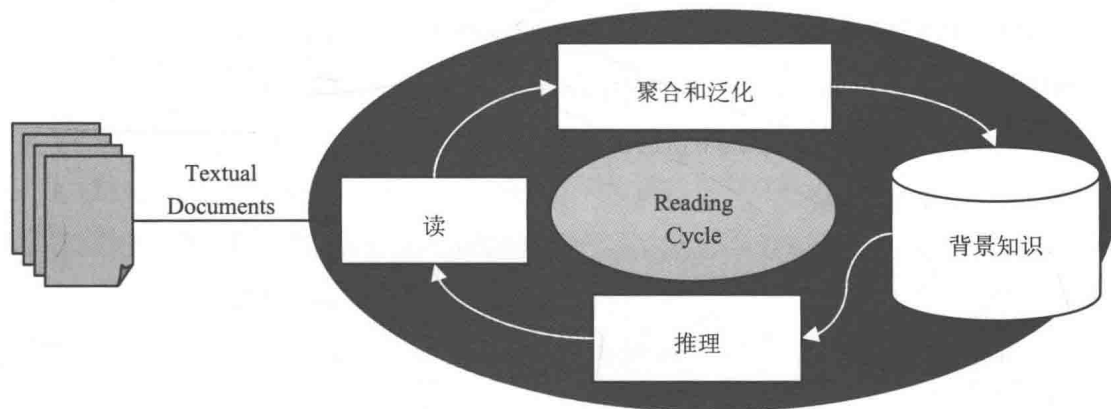 聚合和泛化
Textual
Documents
读
Reading
Cycle
背景知识
推理